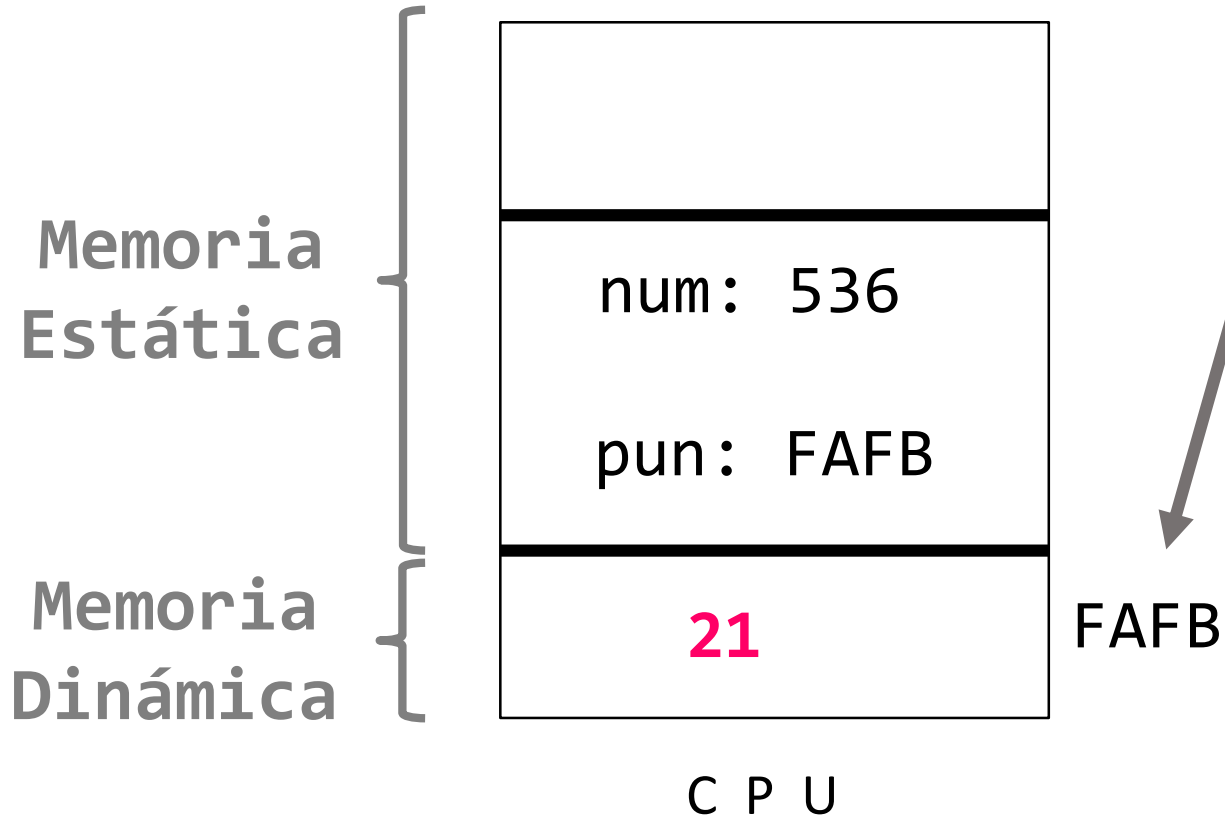 Memoria
Estática
num: 536
pun: FAFB
Memoria
Dinámica
21
FAFB
C P U